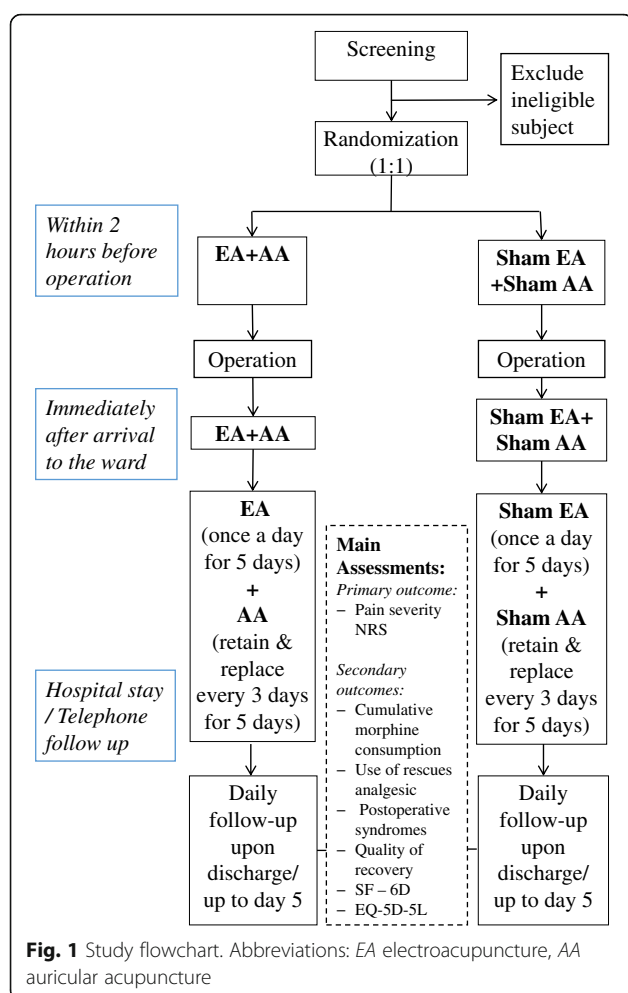 Screening
Exclude
ineligible
subject
Randomization
(1:1)
Within 2
hours before
operation
EA+AA
Sham EA
+Sham AA
Operation
Operation
Immediately
after arrival
to the ward
EA+AA
Sham EA+
Sham AA
EA
(once a day
for 5 days)
+
AA
(retain &
replace
every 3 days
for 5 days)
Main
Assessments:
Primary outcome:
– Pain severity
NRS
Secondary
outcomes:
– Cumulative
morphine
consumption
– Use of rescues
analgesic
– Postoperative
syndromes
– Quality of
recovery
– SF – 6D
– EQ-5D-5L
Sham EA
(once a day
for 5 days)
+
Sham AA
(retain &
replace
every 3 days
for 5 days)
Hospital stay
/ Telephone
follow up
Daily
follow-up
upon
discharge/
up to day 5
Daily
follow-up
upon
discharge/
up to day 5
Fig. 1 Study flowchart. Abbreviations: EA electroacupuncture, AA
auricular acupuncture